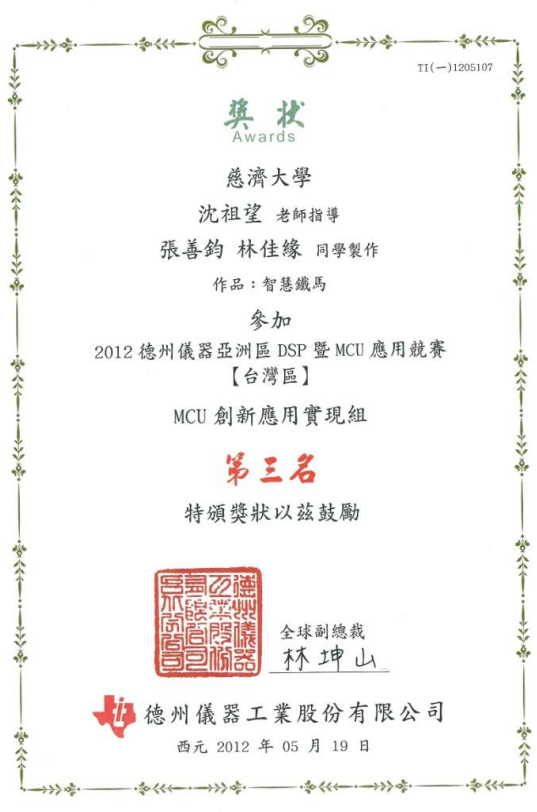 TI(一)1205107
獎狀
Awards
慈濟大學
沈祖望 老師指導
張善鈞 林佳緣 同學製作
作品：智慧鐵馬
參加
2012 德州儀器亞洲區 DSP 暨 MCU 應用競賽
【台灣區】
MCU 創新應用實現組
第三名
特頒獎狀以茲鼓勵
全球副總裁
林坤山
德州儀器工業股份有限公司
西元 2012 年 05 月 19 日